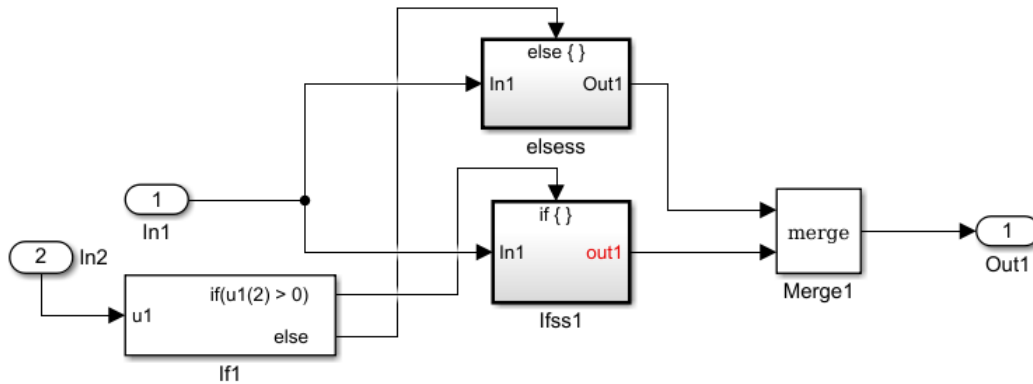 else { }
In1
Out1
elsess
1
In1
if { }
In1
out1
Ifss1
merge
Merge1
1
Out1
2
In2
u1
if(u1(2) > 0)
else
If1